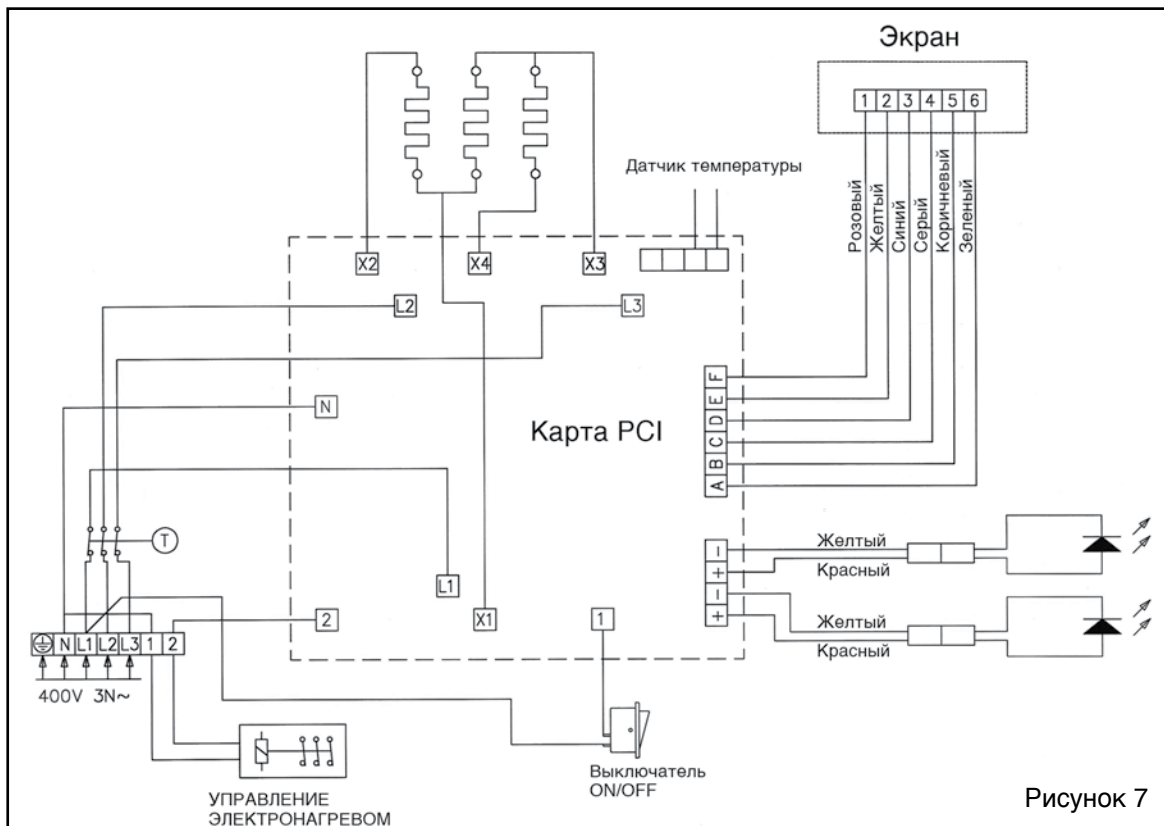 Экран
1 2 3 4 5 6
Датчик температуры
Розовый
Желтый
Синий
Серый
Коричневый
Зеленый
X2
X4
X3
L2
L3
N
Карта PCI
F
E
D
C
B
A
T
L1
2
X1
1
−
+
−
+
Желтый
Красный
Желтый
Красный
N L1 L2 L3 1 2
400V 3N~
УПРАВЛЕНИЕ
ЭЛЕКТРОНАГРЕВОМ
Выключатель
ON/OFF
Рисунок 7